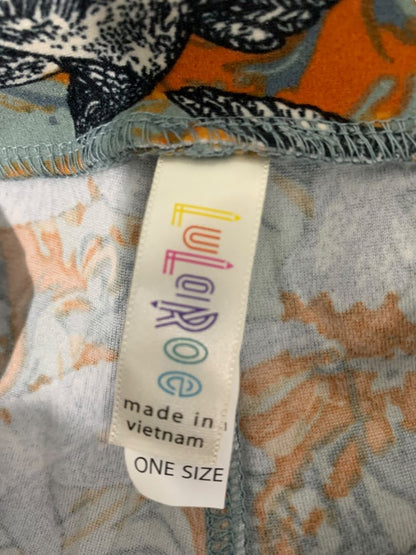 LuLaRoe
made in
vietnam
ONE SIZE